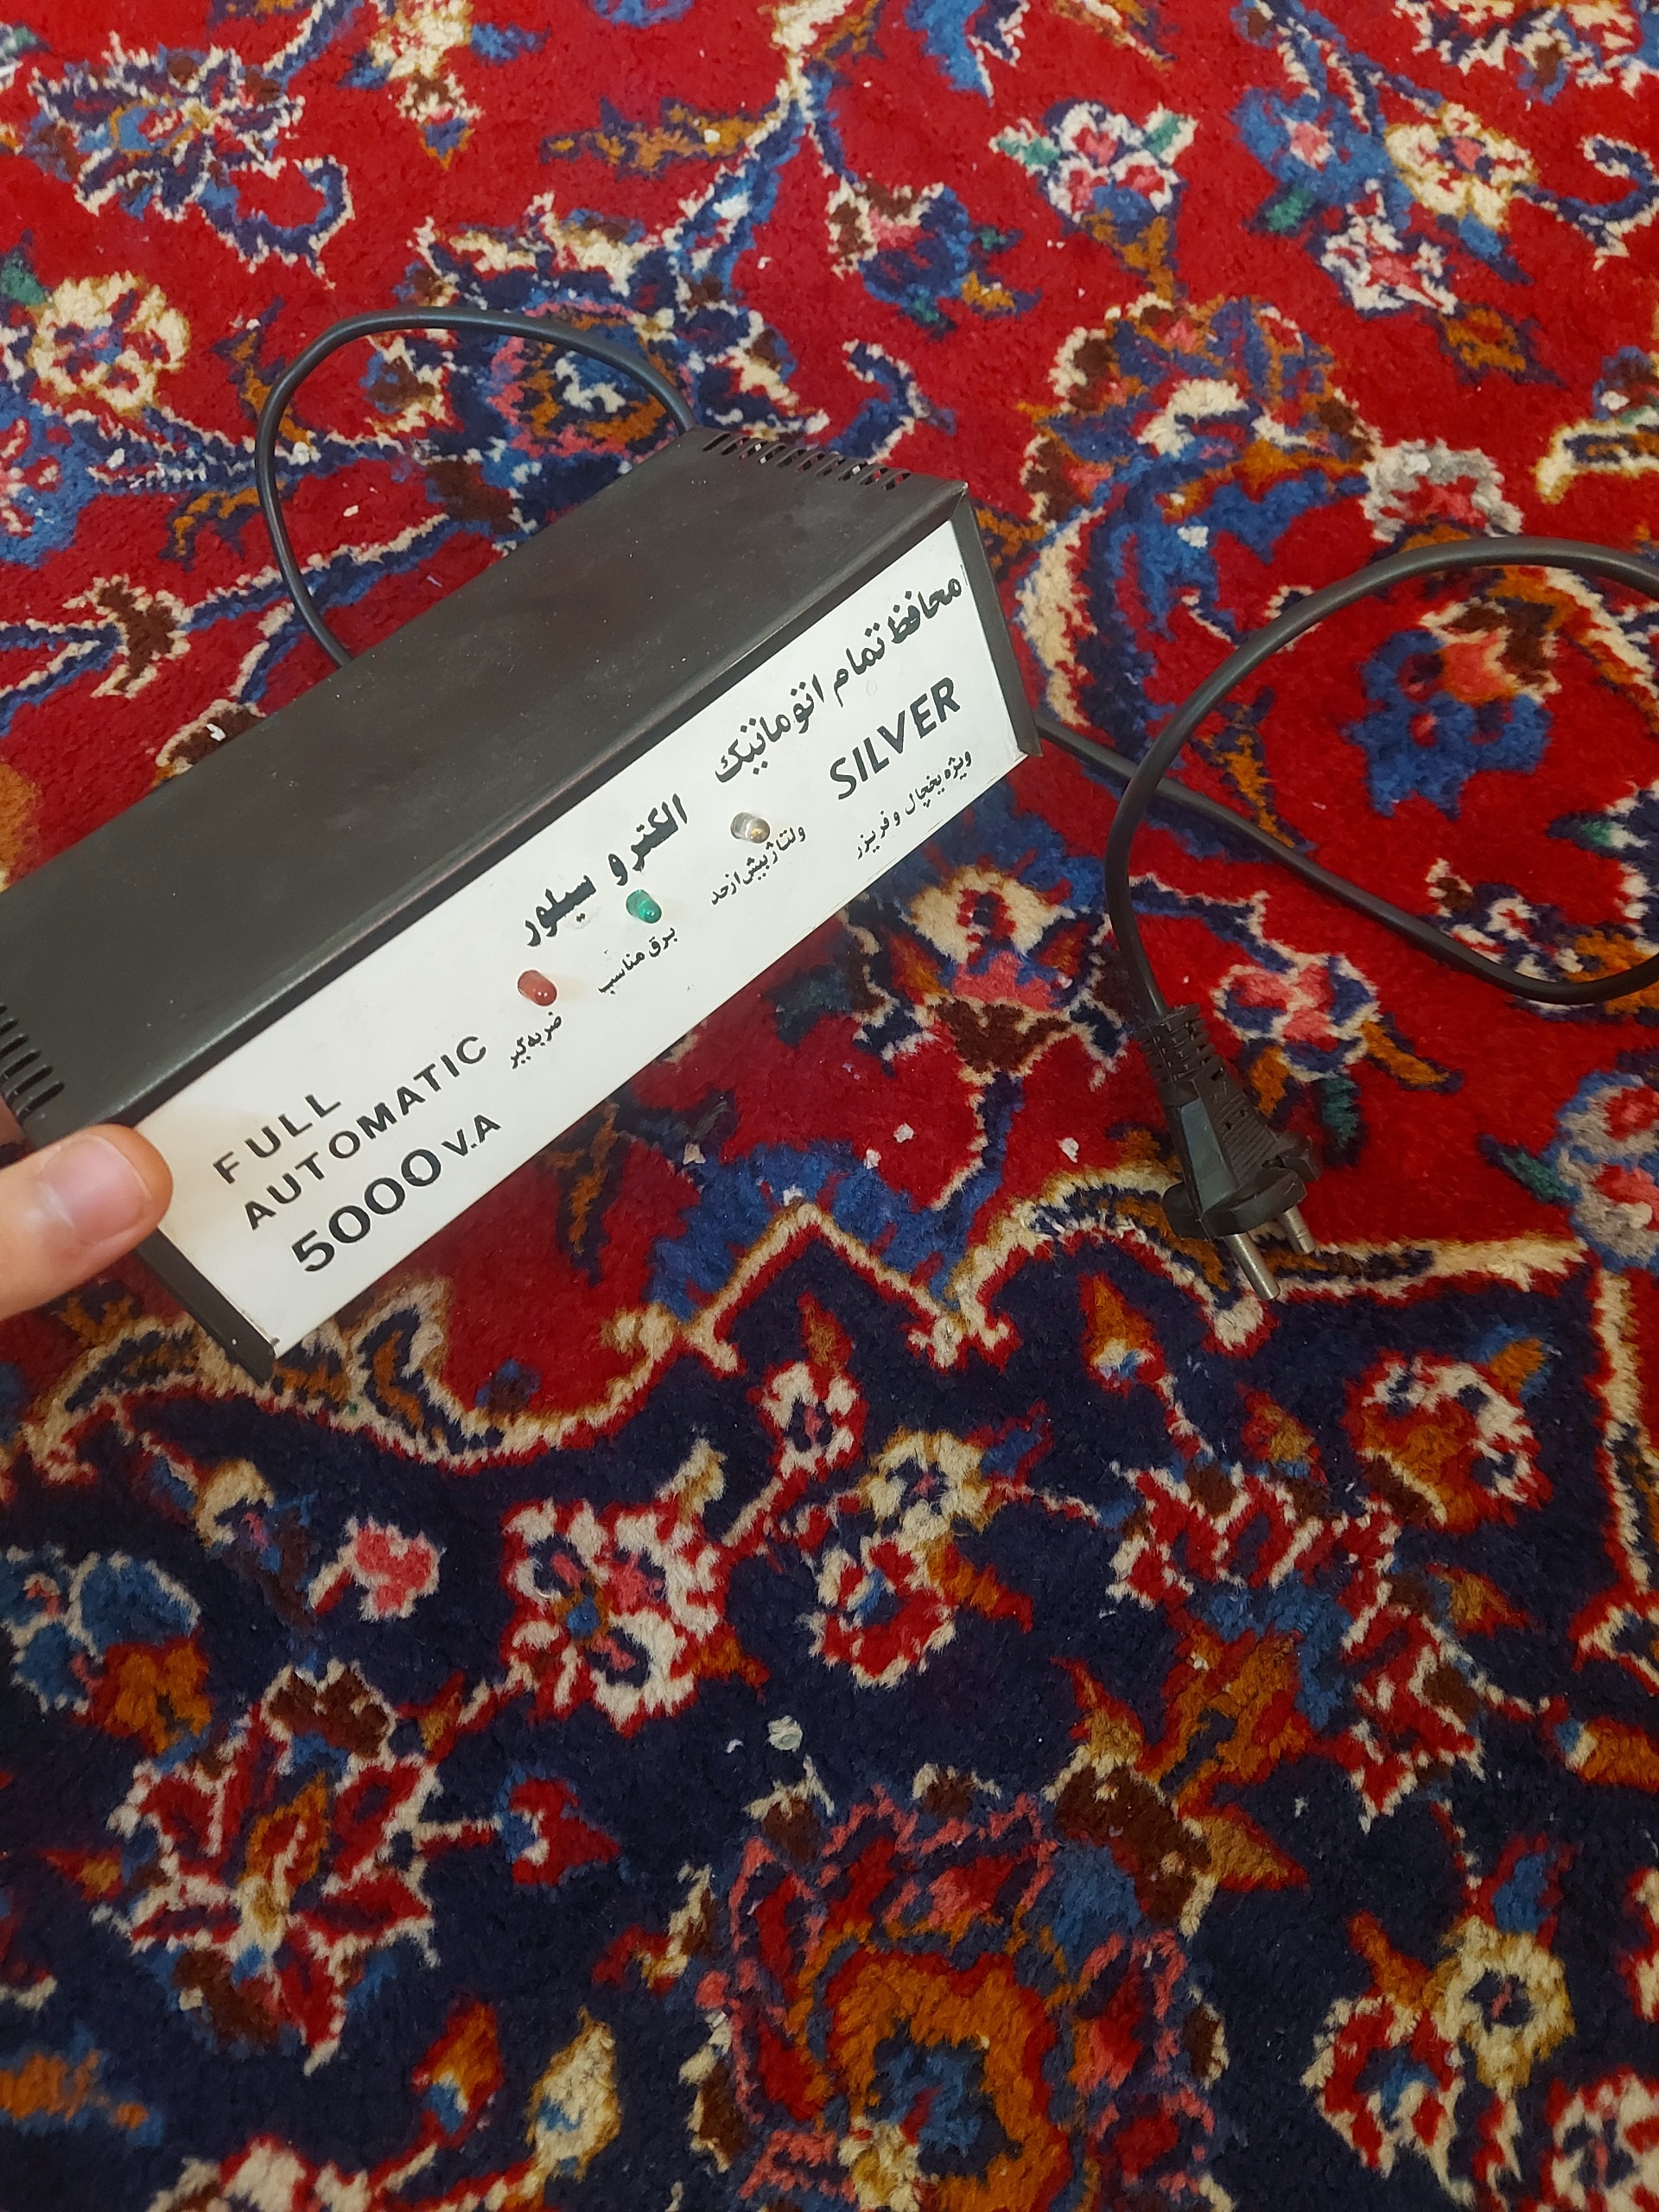 محافظ تمام اتوماتیک الکترو سیلور
SILVER
ویژه یخچال و فریزر
ولتاژ بیش از حد
برق مناسب
ضربه گیر
FULL
AUTOMATIC
5000 V.A